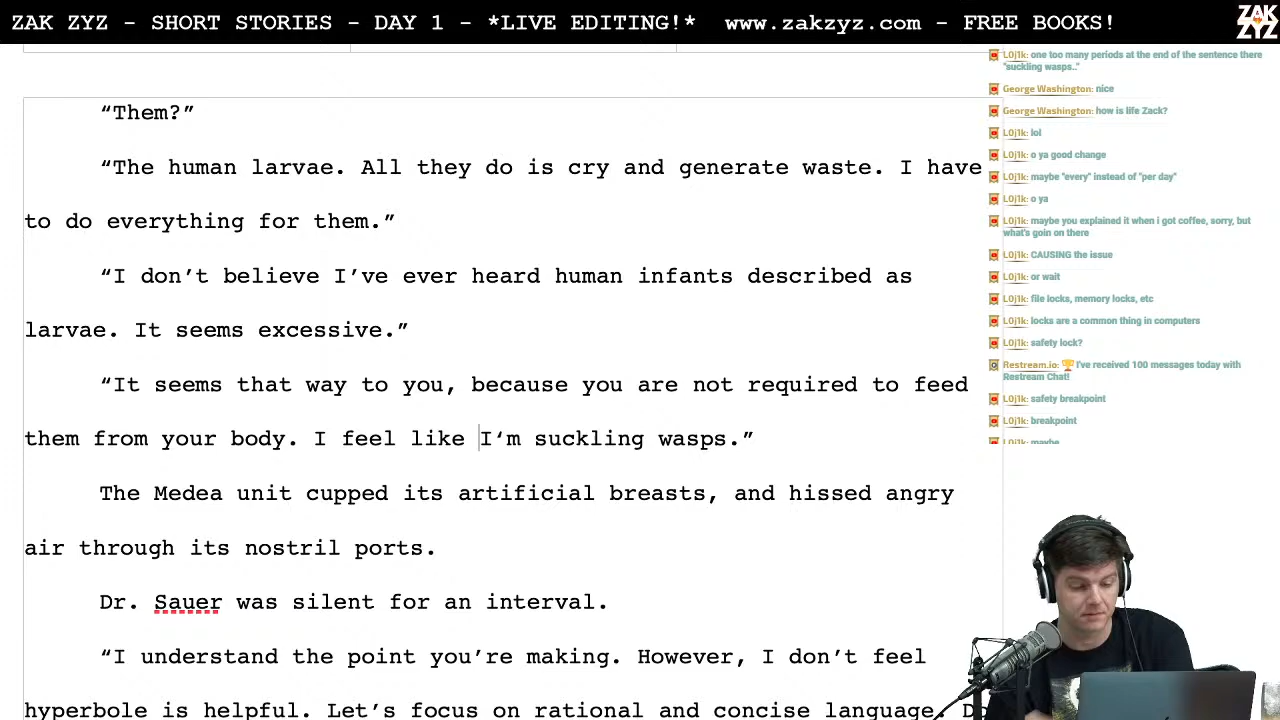 ZAK ZYZ - SHORT STORIES - DAY 1 - *LIVE EDITING!* www.zakzyz.com - FREE BOOKS!
ZAK
ZYZ
“Them?”
“The human larvae. All they do is cry and generate waste. I have
to do everything for them.”
“I don’t believe I’ve ever heard human infants described as
larvae. It seems excessive.”
“It seems that way to you, because you are not required to feed
them from your body. I feel like I‘m suckling wasps.”
The Medea unit cupped its artificial breasts, and hissed angry
air through its nostril ports.
Dr. Sauer was silent for an interval.
“I understand the point you’re making. However, I don’t feel
hyperbole is helpful. Let’s focus on rational and concise language.
L0j1k: one too many periods at the end of the sentence there
"suckling wasps.."
George Washington: nice
George Washington: how is life Zack?
L0j1k: lol
L0j1k: o ya good change
L0j1k: maybe "every" instead of "per day"
L0j1k: o ya
L0j1k: maybe you explained it when i got coffee, sorry, but
what's goin on there
L0j1k: CAUSING the issue
L0j1k: or wait
L0j1k: file locks, memory locks, etc
L0j1k: locks are a common thing in computers
L0j1k: safety lock?
Restream.io: 🏆I've received 100 messages today with
Restream Chat!
L0j1k: safety breakpoint
L0j1k: breakpoint
L0j1k: maybe